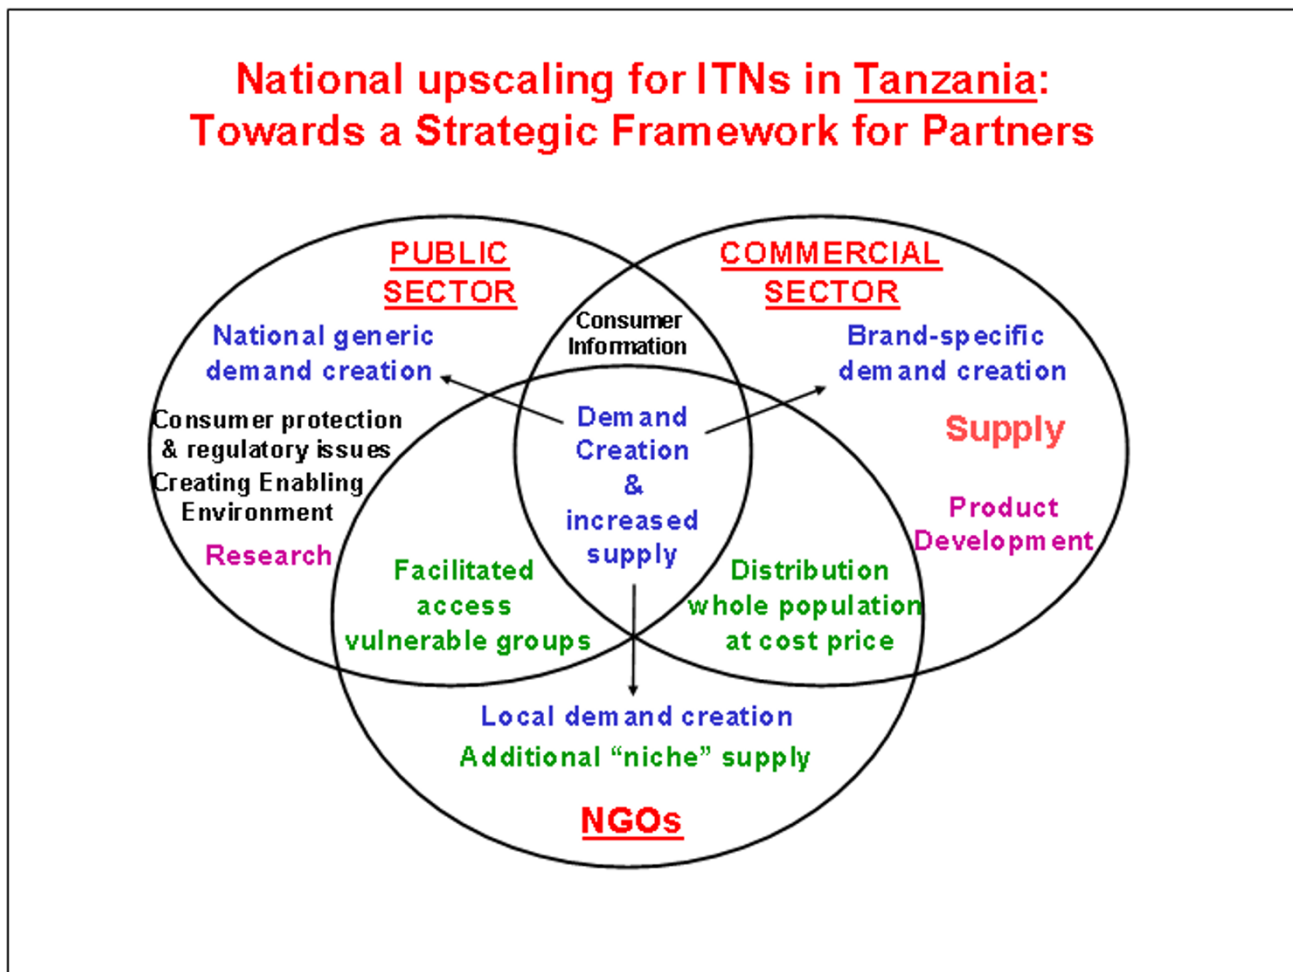 National upscaling for ITNs in Tanzania:
Towards a Strategic Framework for Partners
PUBLIC
SECTOR
COMMERCIAL
SECTOR
National generic
demand creation
Consumer protection
& regulatory issues
Creating Enabling
Environment
Research
Consumer
Information
Brand-specific
demand creation
Supply
Product
Development
Demand
Creation
&
increased
supply
Facilitated
access
vulnerable groups
Distribution
whole population
at cost price
Local demand creation
Additional “niche” supply
NGOs